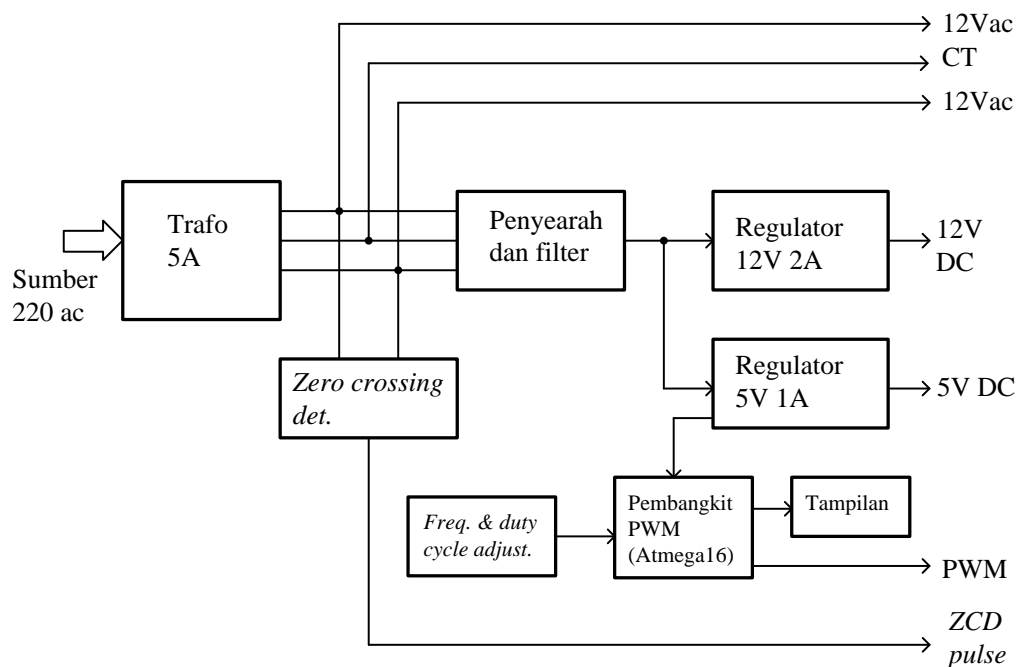 12Vac
CT
12Vac
Trafo
5A
Sumber
220 ac
Penyearah
dan filter
Regulator
12V 2A
12V
DC
Zero crossing
det.
Regulator
5V 1A
5V DC
Freq. & duty
cycle adjust.
Pembangkit
PWM
(Atmega16)
Tampilan
PWM
ZCD
pulse